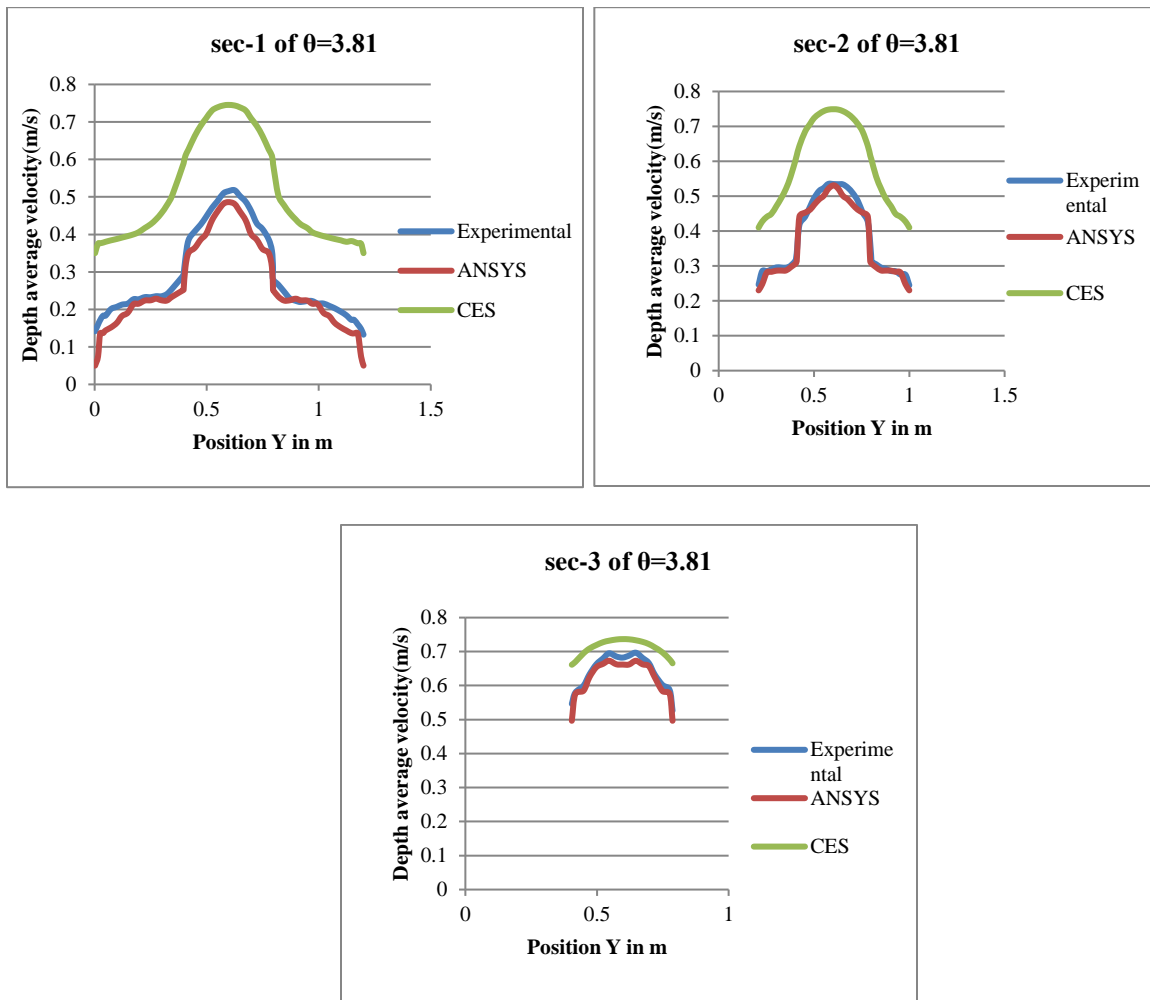 sec-1 of θ=3.81
Depth average velocity(m/s)
0.8
0.7
0.6
0.5
0.4
0.3
0.2
0.1
0
0
0.5
1
1.5
Position Y in m
Experimental
ANSYS
CES
sec-2 of θ=3.81
Depth average velocity(m/s)
0.8
0.7
0.6
0.5
0.4
0.3
0.2
0.1
0
0
0.5
1
1.5
Position Y in m
Experim
ental
ANSYS
CES
sec-3 of θ=3.81
Depth average velocity(m/s)
0.8
0.7
0.6
0.5
0.4
0.3
0.2
0.1
0
0
0.5
1
Position Y in m
Experime
ntal
ANSYS
CES